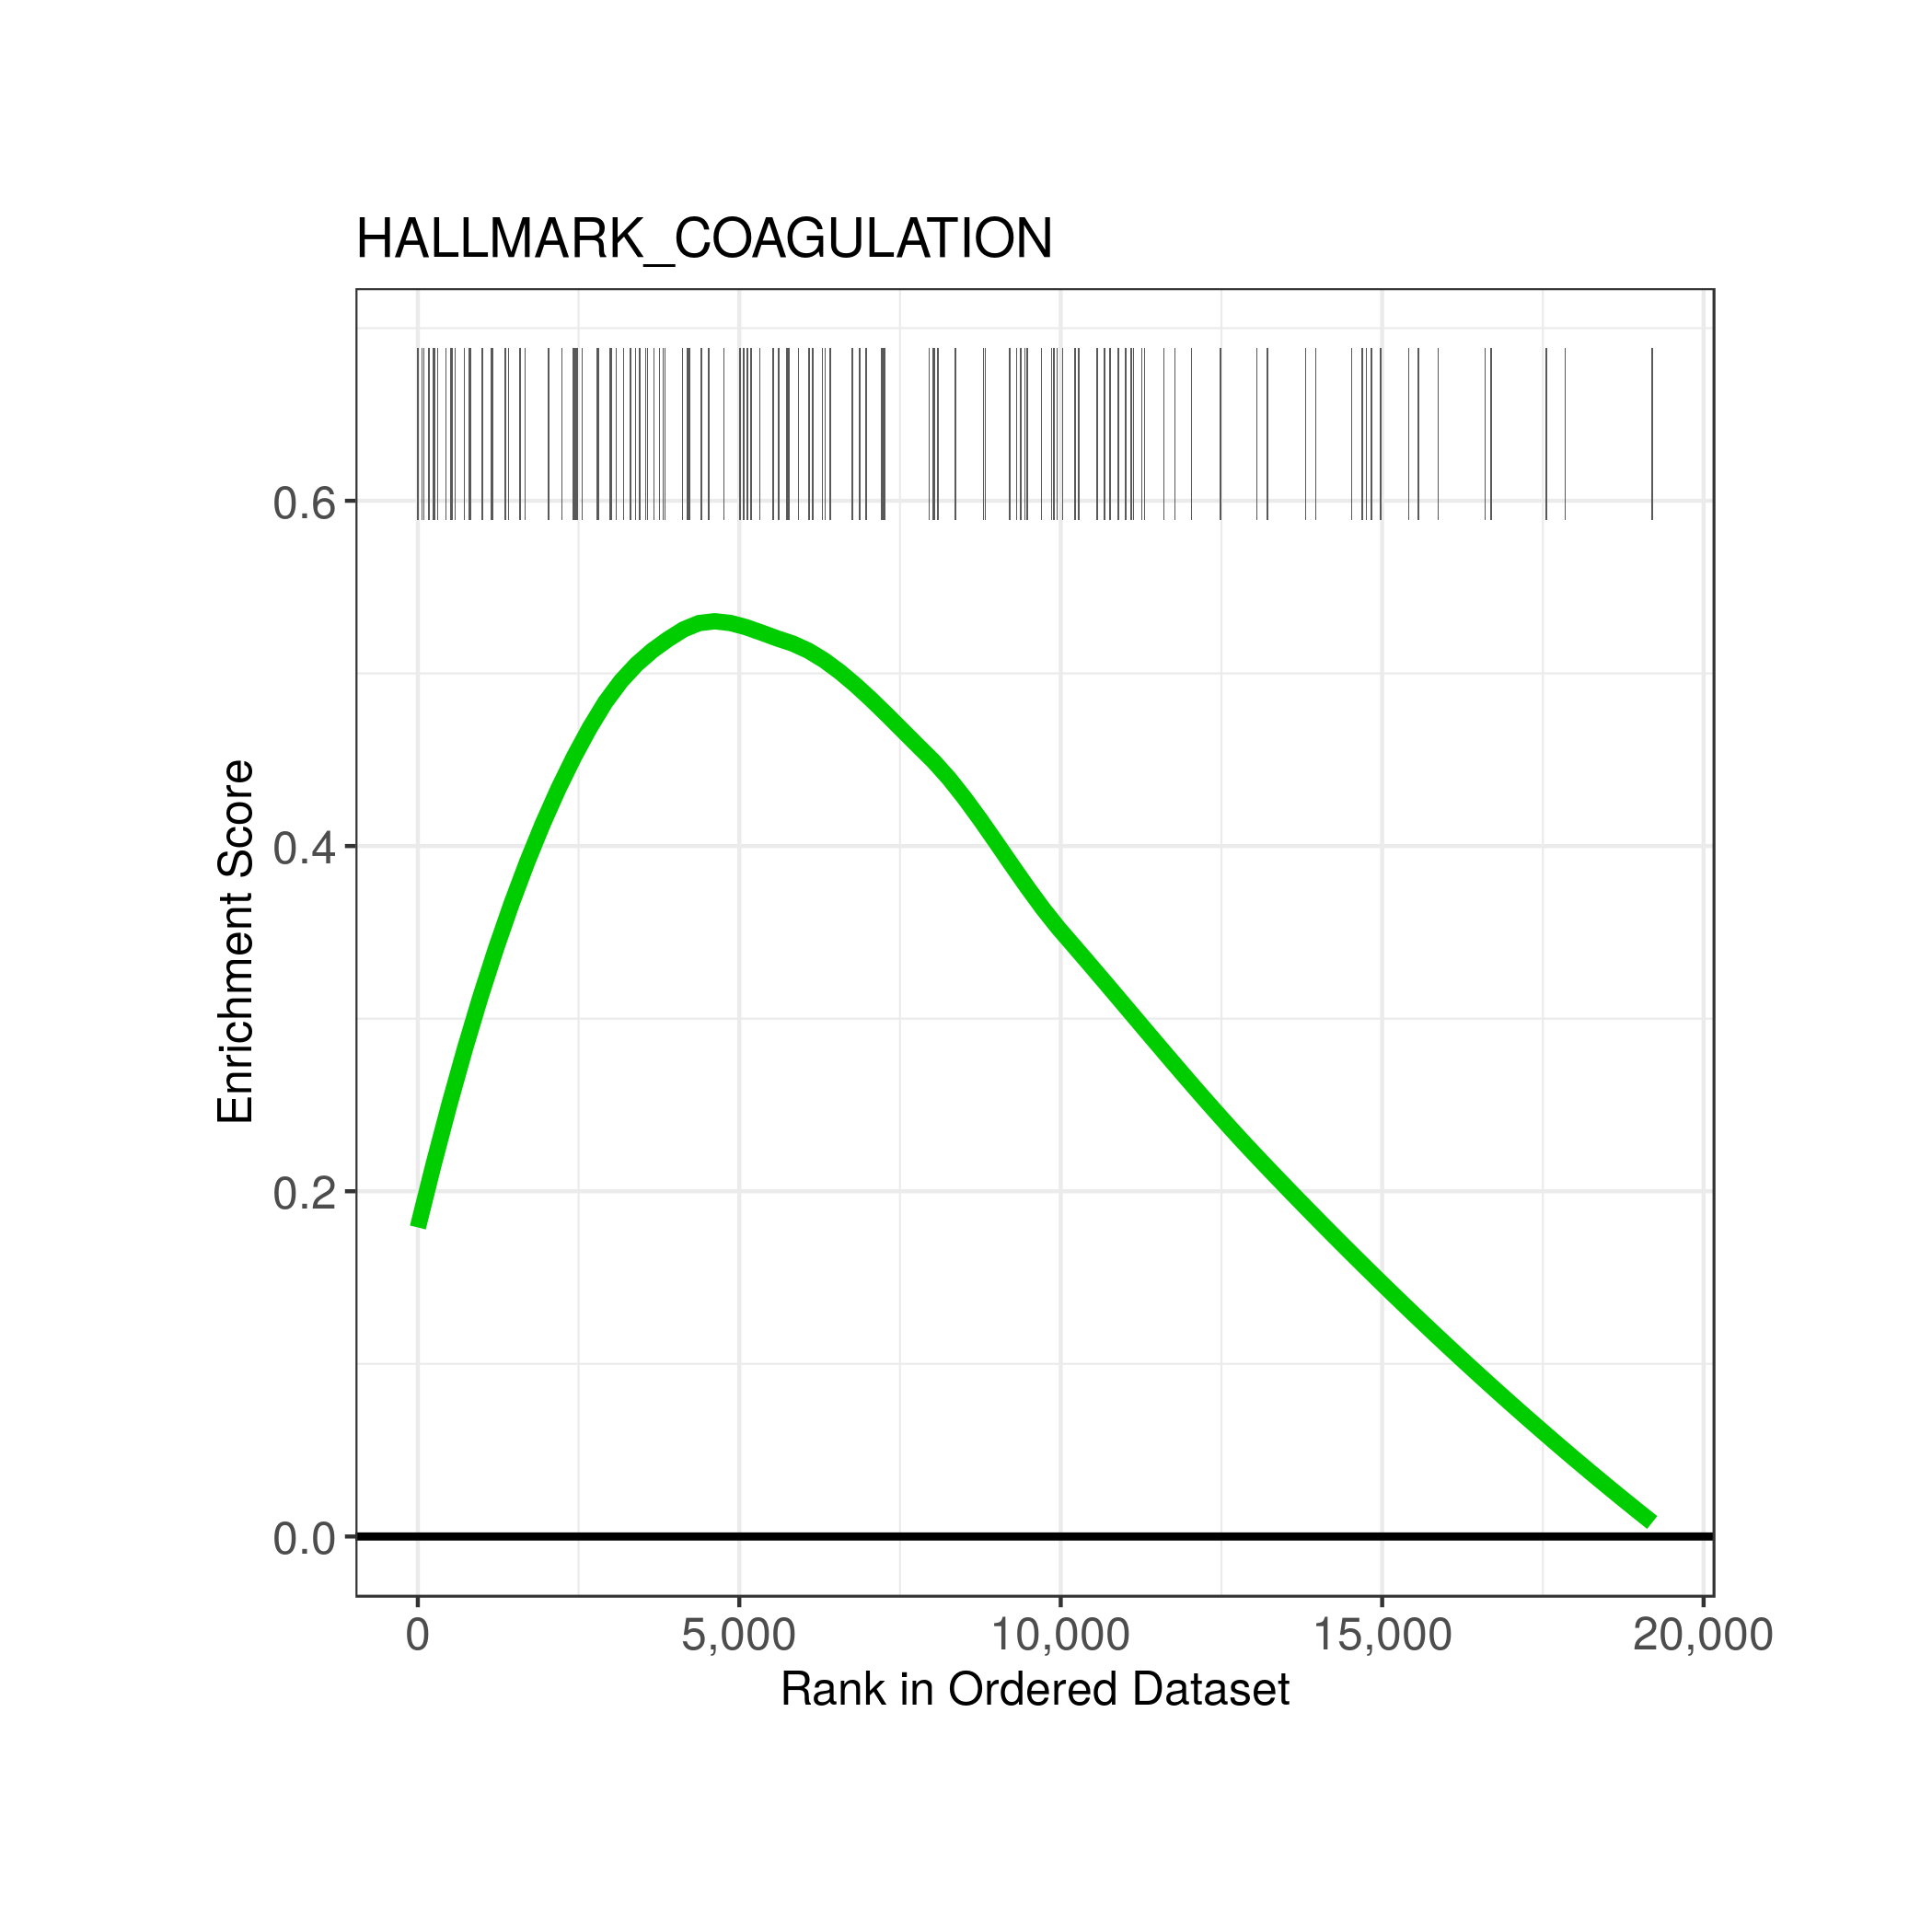 HALLMARK_COAGULATION
Enrichment Score
0.6
0.4
0.2
0.0
0 5,000 10,000 15,000 20,000
Rank in Ordered Dataset